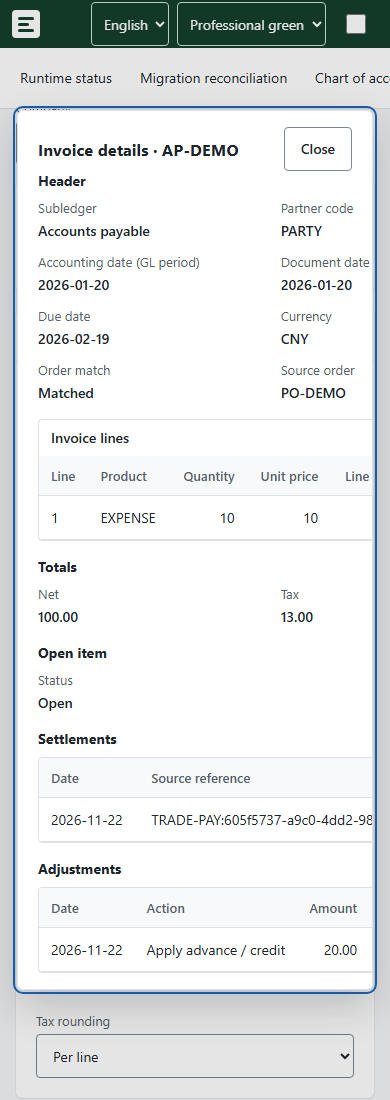 English
Professional green
Runtime status
Migration reconciliation
Chart of acc
Invoice details · AP-DEMO
Close
Header
Subledger
Partner code
Accounts payable
PARTY
Accounting date (GL period)
Document date
2026-01-20
2026-01-20
Due date
Currency
2026-02-19
CNY
Order match
Source order
Matched
PO-DEMO
Invoice lines
Line Product Quantity Unit price Line
1 EXPENSE 10 10
Totals
Net
Tax
100.00
13.00
Open item
Status
Open
Settlements
Date Source reference
2026-11-22 TRADE-PAY:605f5737-a9c0-4dd2-98
Adjustments
Date Action Amount
2026-11-22 Apply advance / credit 20.00
Tax rounding
Per line